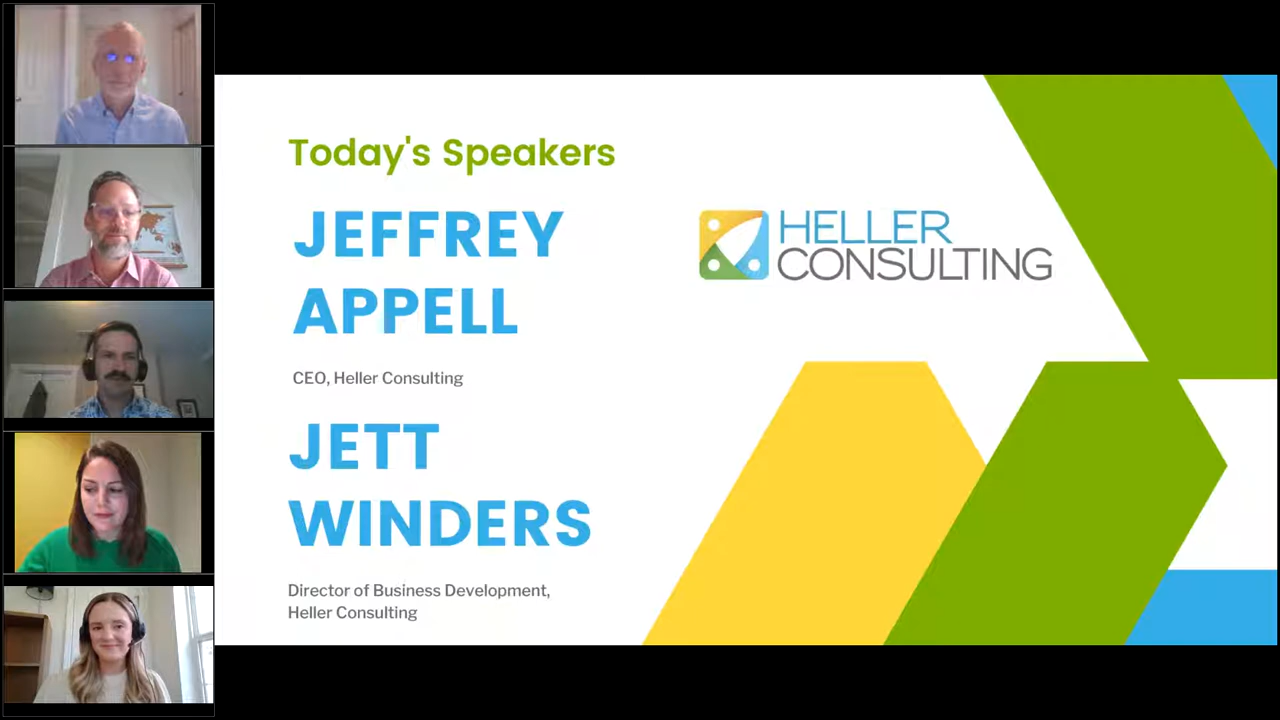 Today's Speakers
JEFFREY
APPELL
CEO, Heller Consulting
JETT
WINDERS
Director of Business Development,
Heller Consulting
HELLER
CONSULTING